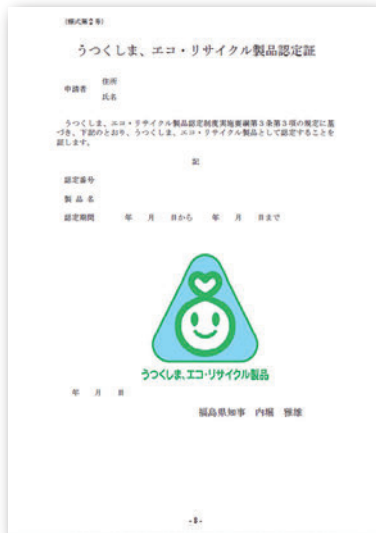 (様式第2号)
うつくしま、エコ・リサイクル製品認定証
申請者　住所
氏名
うつくしま、エコ・リサイクル製品認定制度実施要綱第3条第3項の規定に基
づき、下記のとおり、うつくしま、エコ・リサイクル製品として認定することを
証します。
記
認定番号
製品名
認定期間　年　月　日から　年　月　日まで
うつくしま、エコ・リサイクル製品
年　月　日
福島県知事　内堀　雅雄